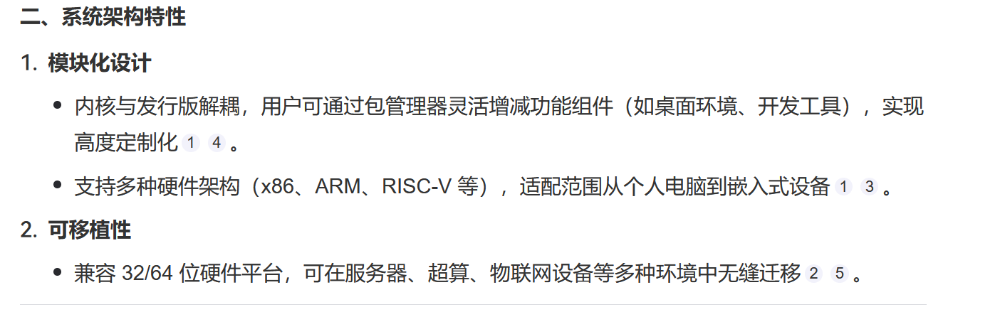 二、系统架构特性
1. 模块化设计
• 内核与发行版解耦，用户可通过包管理器灵活增减功能组件（如桌面环境、开发工具），实现
高度定制化 1 4 。
• 支持多种硬件架构（x86、ARM、RISC-V 等），适配范围从个人电脑到嵌入式设备 1 3 。
2. 可移植性
• 兼容 32/64 位硬件平台，可在服务器、超算、物联网设备等多种环境中无缝迁移 2 5 。